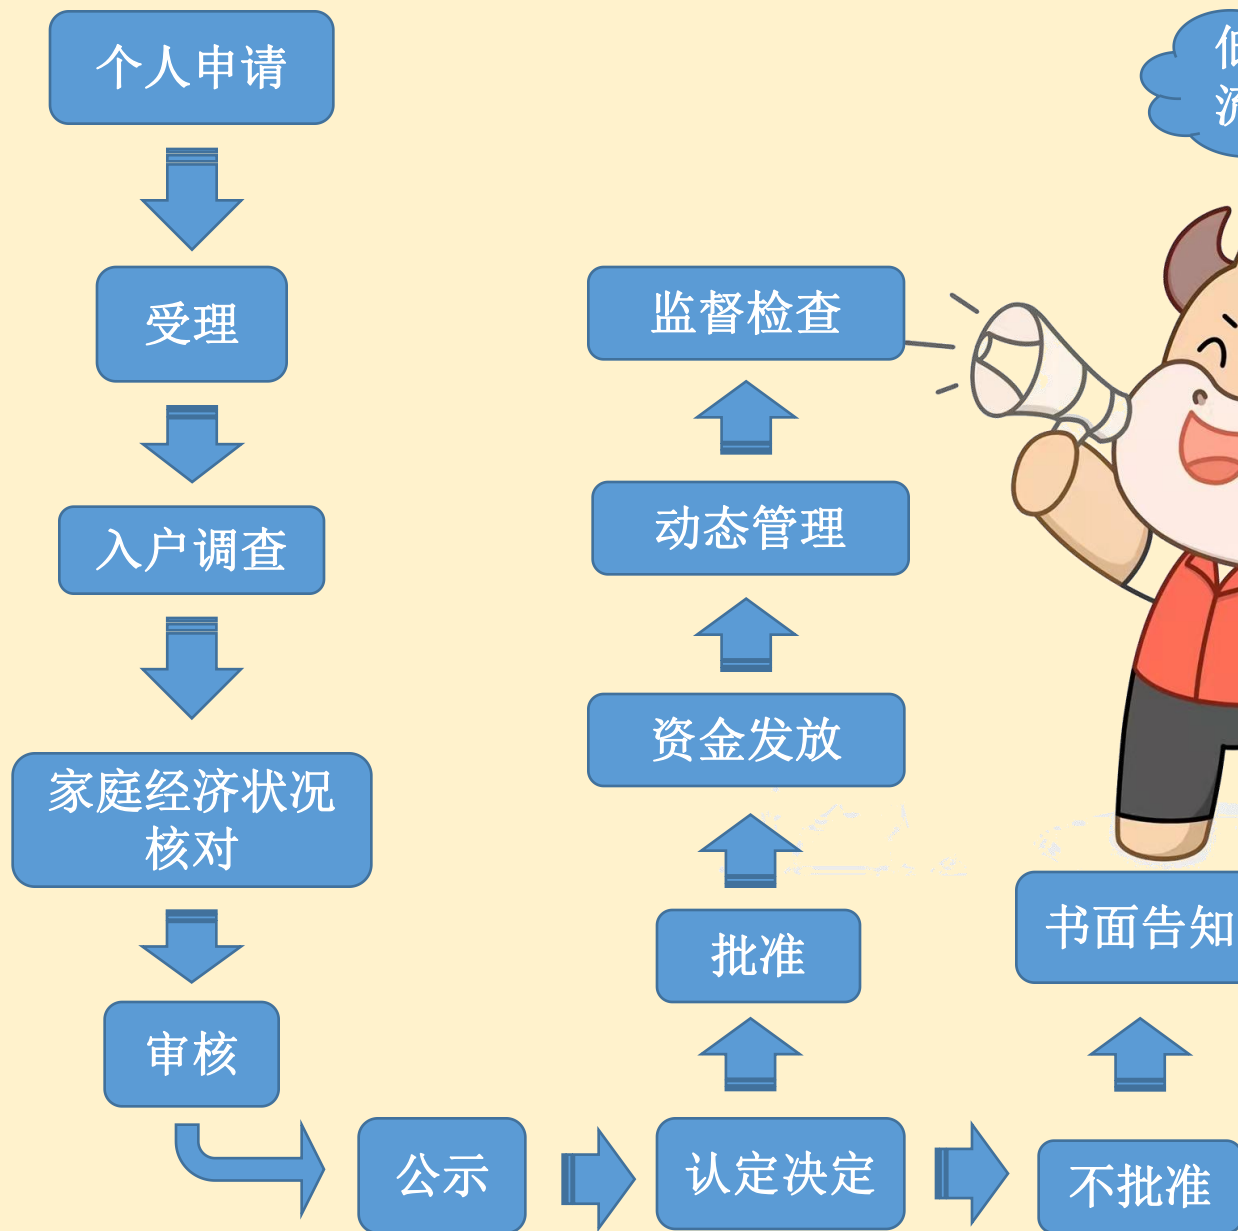 个人申请
受理
入户调查
家庭经济状况
核对
审核
公示
认定决定
批准
资金发放
动态管理
监督检查
不批准
书面告知